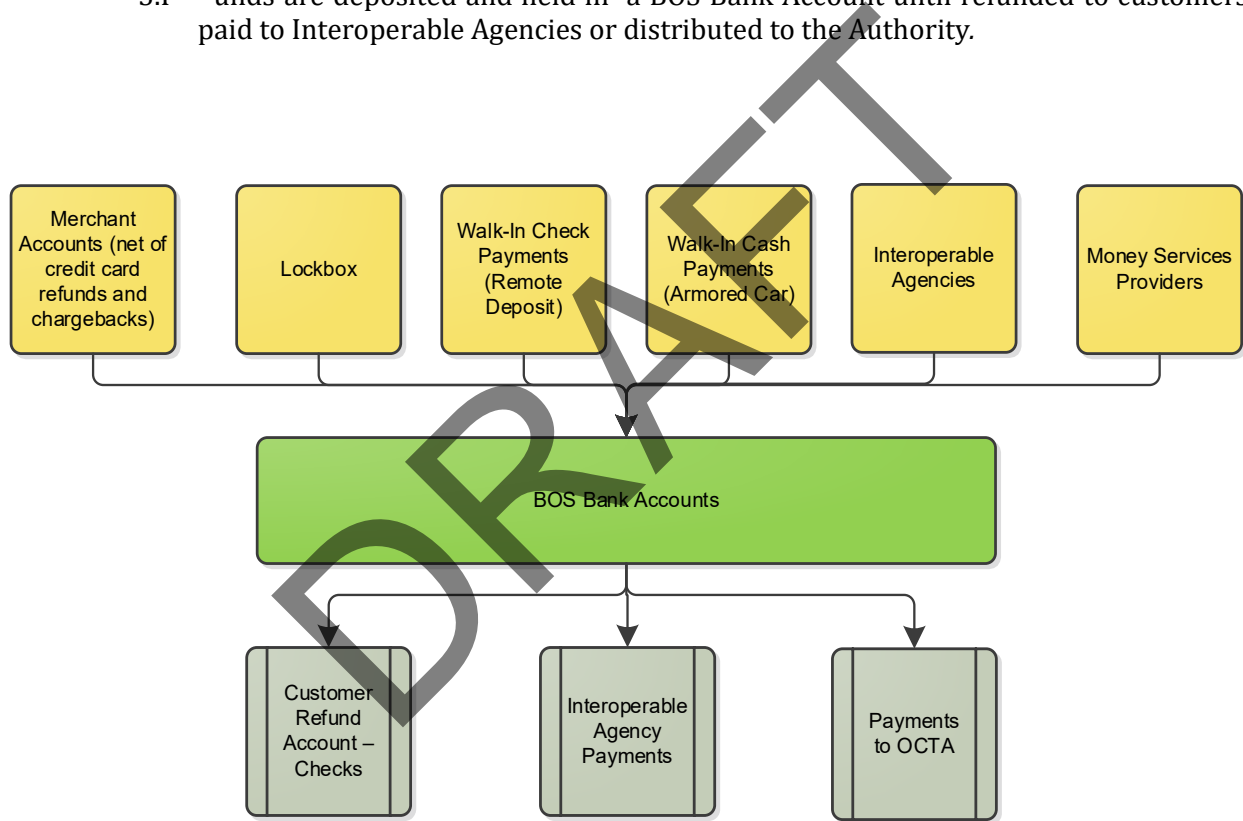 Funds are deposited and held in a BOS Bank Account until refunded to customers
paid to Interoperable Agencies or distributed to the Authority.
Merchant
Accounts (net of
credit card
refunds and
chargebacks)
Lockbox
Walk-In Check
Payments
(Remote
Deposit)
Walk-In Cash
Payments
(Armored Car)
Interoperable
Agencies
Money Services
Providers
BOS Bank Accounts
Customer
Refund
Account –
Checks
Interoperable
Agency
Payments
Payments
to OCTA
DRAFT